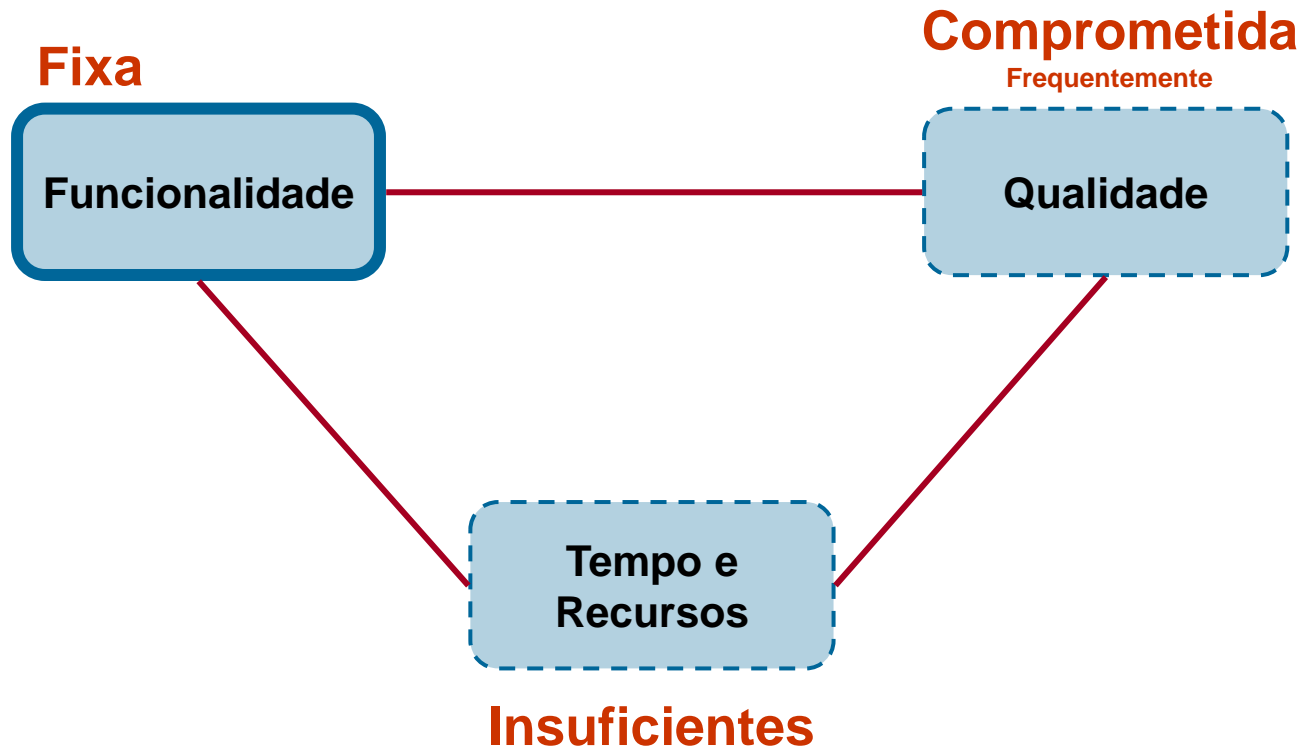 Fixa
Comprometida
Frequentemente
Funcionalidade
Qualidade
Tempo e
Recursos
Insuficientes